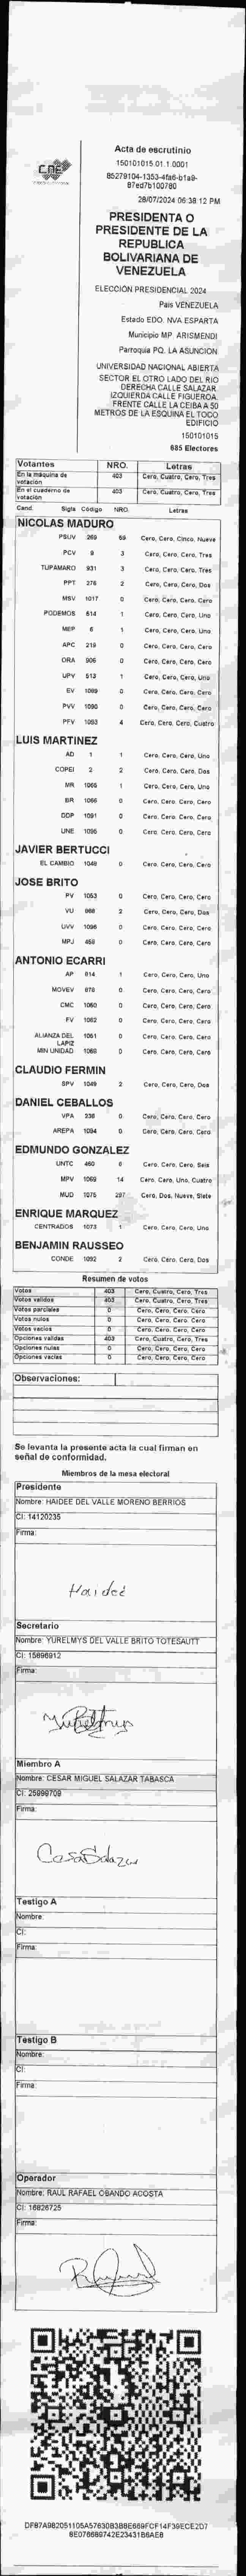 CNE
Acta de escrutinio
150101015.01.1.0001
85279104-1353-4fa6-b1a9-
97ed7b100780
28/07/2024 06:38:12 PM
PRESIDENTA O
PRESIDENTE DE LA
REPUBLICA
BOLIVARIANA DE
VENEZUELA
ELECCIÓN PRESIDENCIAL 2024
Pais VENEZUELA
Estado EDO. NVA ESPARTA
Municipio MP. ARISMENDI
Parroquia PQ. LA ASUNCION
UNIVERSIDAD NACIONAL ABIERTA
SECTOR EL OTRO LADO DEL RIO
DERECHA CALLE SALAZAR.
IZQUIERDA CALLE FIGUEROA.
FRENTE CALLE LA CEIBA A 50
METROS DE LA ESQUINA EL TOCO
EDIFICIO
150101015
685 Electores
Votantes NRO. Letras
En la máquina de votación 403 Cero, Cuatro, Cero, Tres
En el cuaderno de votación 403 Cero, Cuatro, Cero, Tres
Cand. Sigla Código NRO. Letras
NICOLAS MADURO
PSUV 269 59 Cero, Cero, Cinco, Nueve
PCV 9 3 Cero, Cero, Cero, Tres
TUPAMARO 931 3 Cero, Cero, Cero, Tres
PPT 276 2 Cero, Cero, Cero, Dos
MSV 1017 0 Cero, Cero, Cero, Cero
PODEMOS 514 1 Cero, Cero, Cero, Uno
MEP 6 1 Cero, Cero, Cero, Uno
APC 219 0 Cero, Cero, Cero, Cero
ORA 906 0 Cero, Cero, Cero, Cero
UPV 513 1 Cero, Cero, Cero, Uno
EV 1089 0 Cero, Cero, Cero, Cero
PVV 1090 0 Cero, Cero, Cero, Cero
PFV 1093 4 Cero, Cero, Cero, Cuatro
LUIS MARTINEZ
AD 1 1 Cero, Cero, Cero, Uno
COPEI 2 2 Cero, Cero, Cero, Dos
MR 1065 1 Cero, Cero, Cero, Uno
BR 1066 0 Cero, Cero, Cero, Cero
DDP 1091 0 Cero, Cero, Cero, Cero
UNE 1095 0 Cero, Cero, Cero, Cero
JAVIER BERTUCCI
EL CAMBIO 1048 0 Cero, Cero, Cero, Cero
JOSE BRITO
PV 1053 0 Cero, Cero, Cero, Cero
VU 968 2 Cero, Cero, Cero, Dos
UVV 1096 0 Cero, Cero, Cero, Cero
MPJ 458 0 Cero, Cero, Cero, Cero
ANTONIO ECARRI
AP 914 1 Cero, Cero, Cero, Uno
MOVEV 978 0 Cero, Cero, Cero, Cero
CMC 1050 0 Cero, Cero, Cero, Cero
FV 1062 0 Cero, Cero, Cero, Cero
ALIANZA DEL LAPIZ 1061 0 Cero, Cero, Cero, Cero
MIN UNIDAD 1068 0 Cero, Cero, Cero, Cero
CLAUDIO FERMIN
SPV 1049 2 Cero, Cero, Cero, Dos
DANIEL CEBALLOS
VPA 236 0 Cero, Cero, Cero, Cero
AREPA 1094 0 Cero, Cero, Cero, Cero
EDMUNDO GONZALEZ
UNTC 460 6 Cero, Cero, Cero, Seis
MPV 1069 14 Cero, Cero, Uno, Cuatro
MUD 1075 297 Cero, Dos, Nueve, Siete
ENRIQUE MARQUEZ
CENTRADOS 1073 1 Cero, Cero, Cero, Uno
BENJAMIN RAUSSEO
CONDE 1092 2 Cero, Cero, Cero, Dos
Resumen de votos
Votos 403 Cero, Cuatro, Cero, Tres
Votos validos 403 Cero, Cuatro, Cero, Tres
Votos parciales 0 Cero, Cero, Cero, Cero
Votos nulos 0 Cero, Cero, Cero, Cero
Votos vacios 0 Cero, Cero, Cero, Cero
Opciones validas 403 Cero, Cuatro, Cero, Tres
Opciones nulas 0 Cero, Cero, Cero, Cero
Opciones vacias 0 Cero, Cero, Cero, Cero
Observaciones:
Se levanta la presente acta la cual firman en
señal de conformidad.
Miembros de la mesa electoral
Presidente
Nombre: HAIDEE DEL VALLE MORENO BERRIOS
CI: 14120235
Firma:
Haideé
Secretario
Nombre: YURELMYS DEL VALLE BRITO TOTESAUTT
CI: 15896912
Firma:
Miembro A
Nombre: CESAR MIGUEL SALAZAR TABASCA
CI: 25999709
Firma:
Testigo A
Nombre:
CI:
Firma:
Testigo B
Nombre:
CI:
Firma:
Operador
Nombre: RAUL RAFAEL OBANDO ACOSTA
CI: 16826725
Firma:
DF87A982051105A57630B3B8E669FCF14F39ECE2D7
8E076689742E23431B6AE8